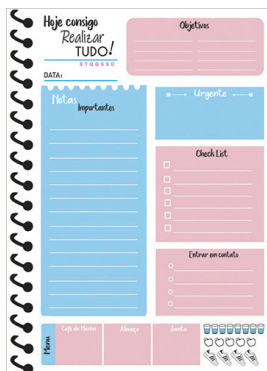 Hoje consigo
Realizar
TUDO!
STQQSSD
DATA:
Objetivos
Notas
Importantes
Urgente
Check List
Entrar em contato
Menu
Café da Manha
Almoço
Janta